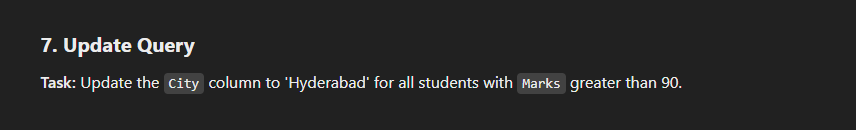 7. Update Query
Task: Update the City column to 'Hyderabad' for all students with Marks greater than 90.